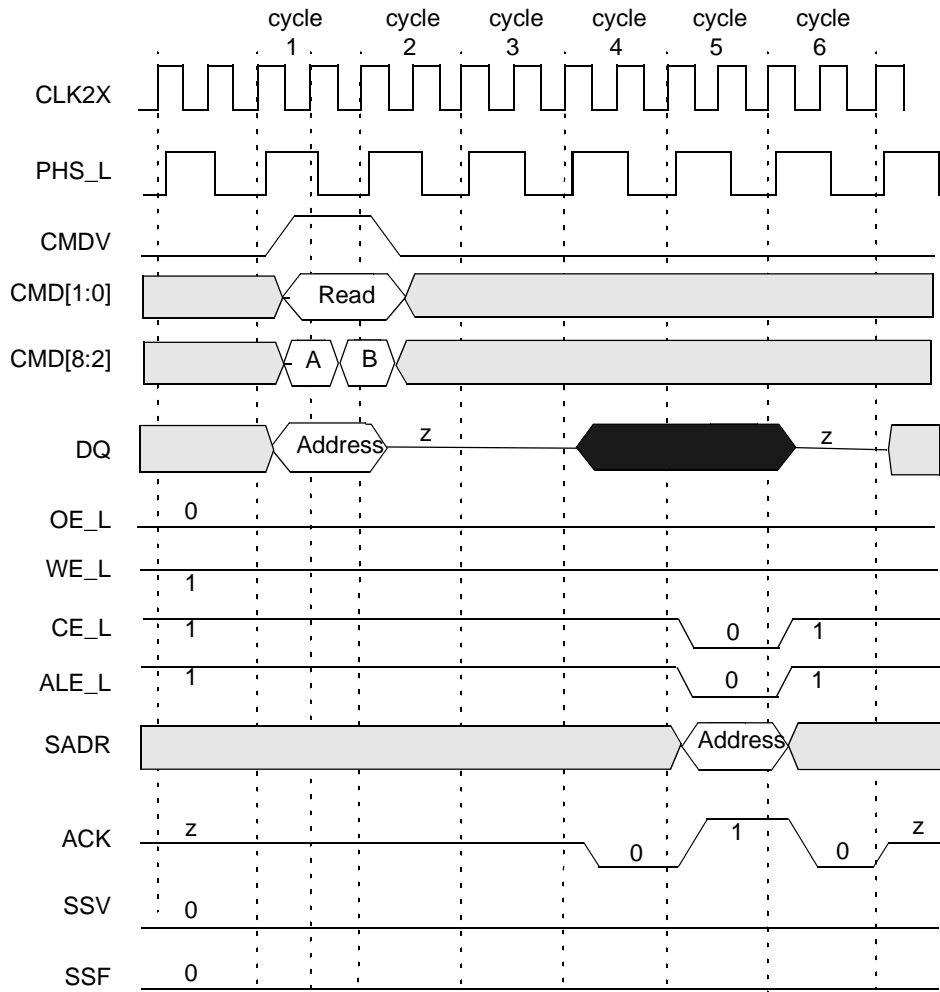 cycle cycle cycle cycle cycle cycle
1 2 3 4 5 6
CLK2X
PHS_L
CMDV
CMD[1:0] Read
CMD[8:2] A B
DQ Address z z
OE_L 0
WE_L 1
CE_L 1 0 1
ALE_L 1 0 1
SADR Address
ACK z 0 1 0 z
SSV 0
SSF 0